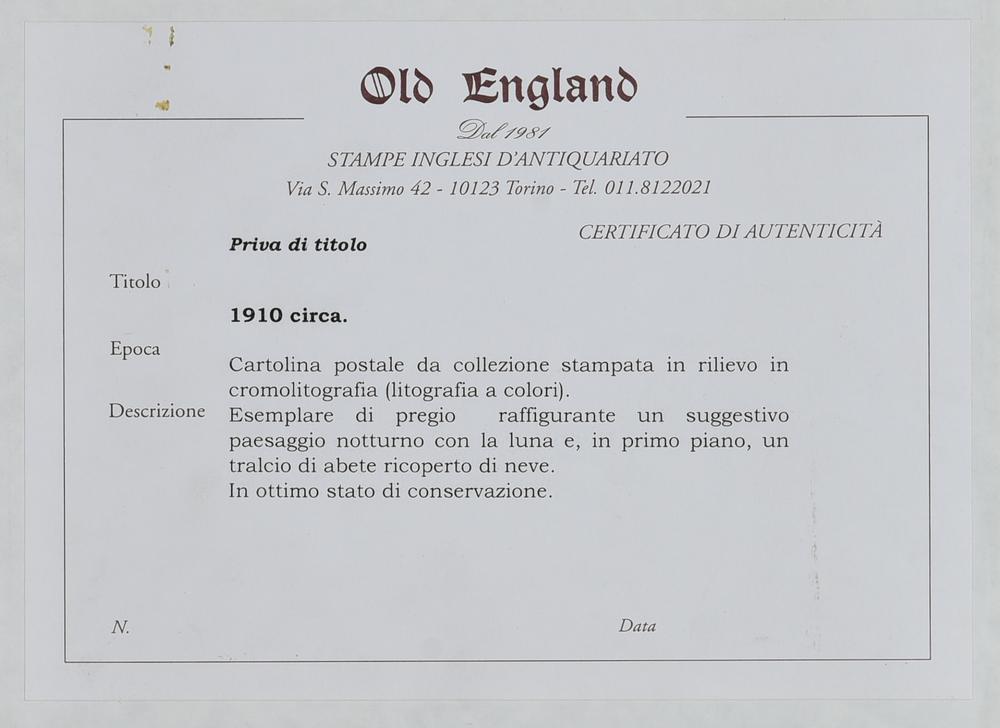 Old England
Dal 1981
STAMPE INGLESI D'ANTIQUARIATO
Via S. Massimo 42 - 10123 Torino - Tel. 011.8122021
CERTIFICATO DI AUTENTICITÀ
Priva di titolo
Titolo
1910 circa.
Epoca
Cartolina postale da collezione stampata in rilievo in
cromolitografia (litografia a colori).
Descrizione
Esemplare di pregio raffigurante un suggestivo
paesaggio notturno con la luna e, in primo piano, un
tralcio di abete ricoperto di neve.
In ottimo stato di conservazione.
N.
Data